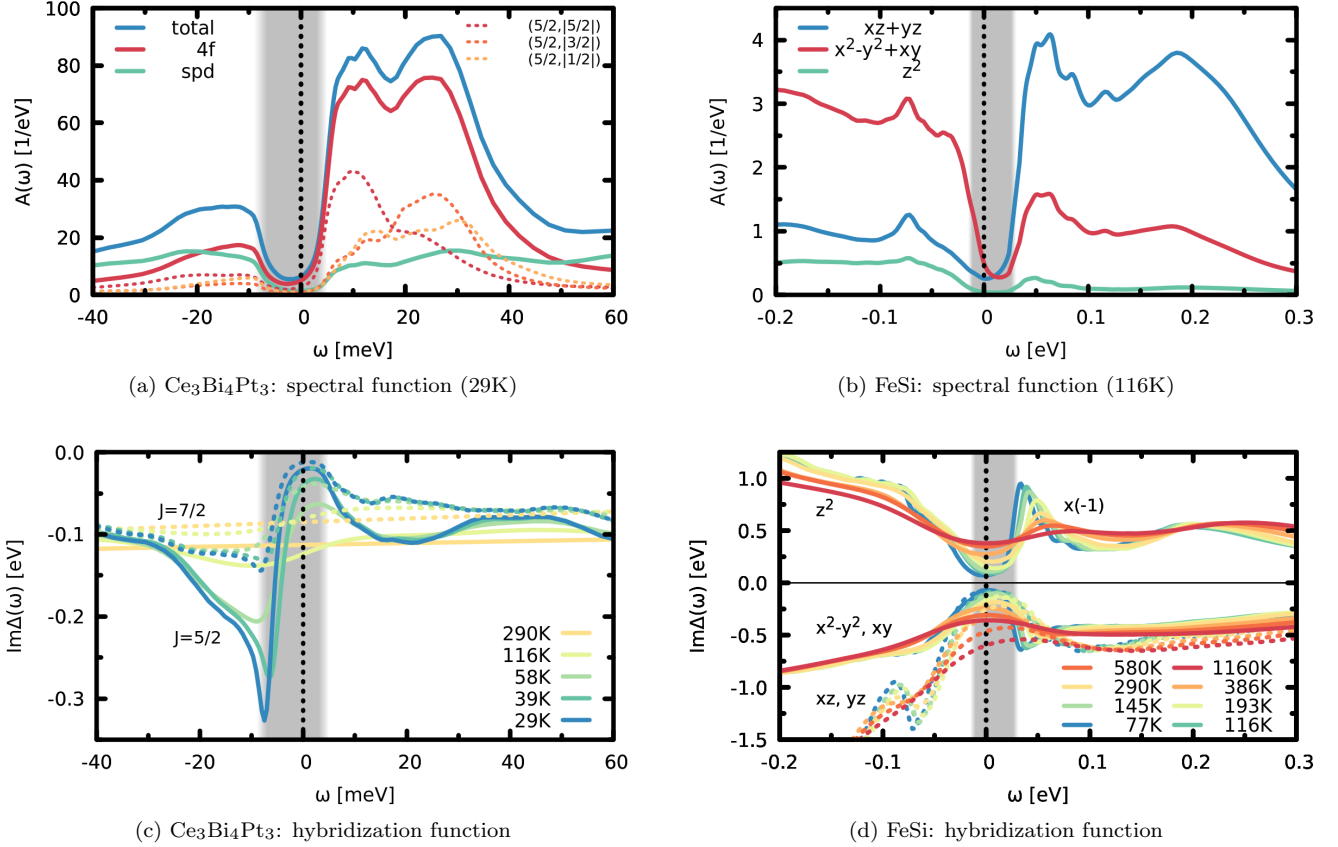 100
80
60
40
20
0
A(ω) [1/eV]
total
4f
spd
(5/2,|5/2|)
(5/2,|3/2|)
(5/2,|1/2|)
-40
-20
0
20
40
60
ω [meV]
(a) Ce₃Bi₄Pt₃: spectral function (29K)
4
3
2
1
0
A(ω) [1/eV]
xz+yz
x²-y²+xy
z²
-0.2
-0.1
0
0.1
0.2
0.3
ω [eV]
(b) FeSi: spectral function (116K)
0.0
-0.1
-0.2
-0.3
ImΔ(ω) [eV]
J=7/2
J=5/2
290K
116K
58K
39K
29K
-40
-20
0
20
40
60
ω [meV]
(c) Ce₃Bi₄Pt₃: hybridization function
1.0
0.5
0.0
-0.5
-1.0
-1.5
ImΔ(ω) [eV]
z²
x(-1)
x²-y², xy
xz, yz
580K
1160K
290K
386K
145K
193K
77K
116K
-0.2
-0.1
0
0.1
0.2
0.3
ω [eV]
(d) FeSi: hybridization function